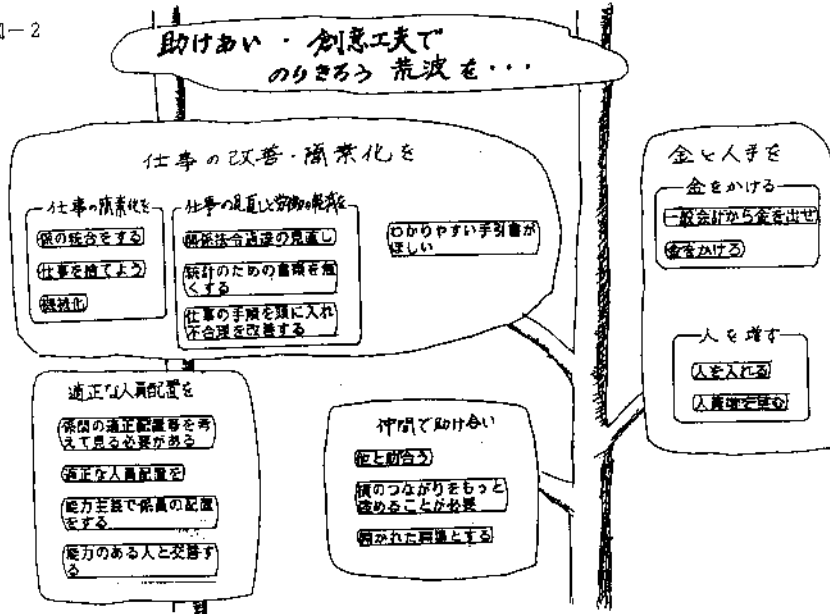 －2
助けあい・創意工夫で
のりきろう 荒波を・・・
仕事の改善・簡素化を
仕事の簡素化を
係の統合をする
仕事を捨てよう
機械化
仕事の見直しと労働の軽減を
関係法令通達の見直し
統計のための書類を無
くする
仕事の手順を頭に入れ
不合理を改善する
わかりやすい手引書が
ほしい
金と人手を
金をかける
一般会計から金を出せ
金をかける
人を増す
人を入れる
人員増を望む
適正な人員配置を
係間の適正配置等を考
えて見る必要がある
適正な人員配置を
能力主義で係員の配置
をする
能力のある人と交替す
る
仲間で助け合い
他と助合う
横のつながりをもっと
強めることが必要
開かれた職場とする